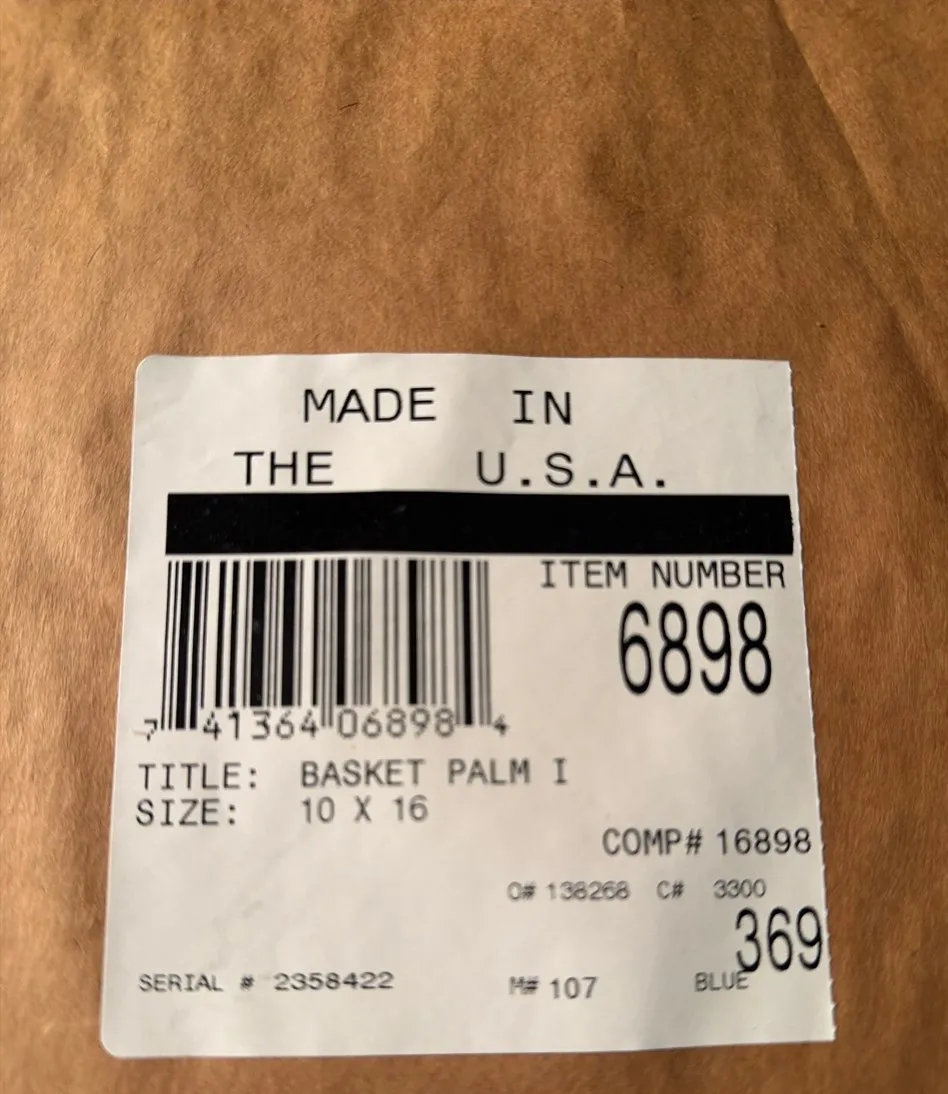 MADE IN
THE U.S.A.
ITEM NUMBER
6898
7 41364 06898 4
TITLE: BASKET PALM I
SIZE: 10 X 16
COMP# 16898
O# 138268 C# 3300
369
SERIAL # 2358422 M# 107 BLUE